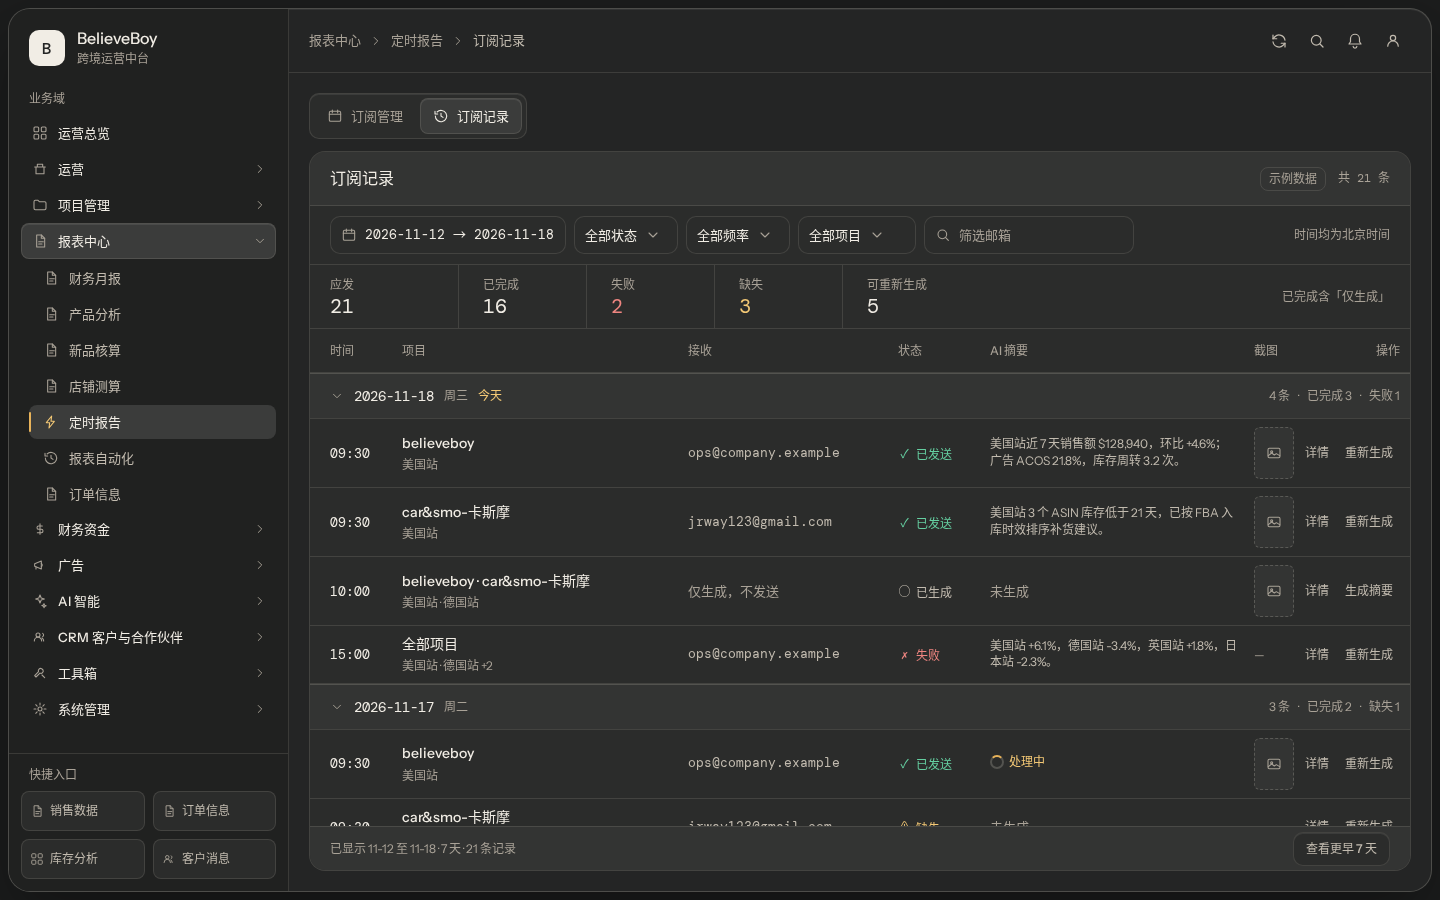 B
BelieveBoy
跨境运营中台
业务域
运营总览
运营
项目管理
报表中心
财务月报
产品分析
新品核算
店铺测算
定时报告
报表自动化
订单信息
财务资金
广告
AI 智能
CRM 客户与合作伙伴
工具箱
系统管理
快捷入口
销售数据
订单信息
库存分析
客户消息
报表中心 > 定时报告 > 订阅记录
订阅管理
订阅记录
订阅记录
示例数据
共 21 条
2026-11-12 → 2026-11-18
全部状态
全部频率
全部项目
筛选邮箱
时间均为北京时间
应发
21
已完成
16
失败
2
缺失
3
可重新生成
5
已完成含「仅生成」
时间 项目 接收 状态 AI 摘要 截图 操作
2026-11-18 周三 今天
4 条 · 已完成 3 · 失败 1
09:30
believeboy
美国站
ops@company.example
✓ 已发送
美国站近 7 天销售额 $128,940，环比 +4.6%；
广告 ACOS 21.8%，库存周转 3.2 次。
详情 重新生成
09:30
car&smo-卡斯摩
美国站
jrway123@gmail.com
✓ 已发送
美国站 3 个 ASIN 库存低于 21 天，已按 FBA 入
库时效排序补货建议。
详情 重新生成
10:00
believeboy·car&smo-卡斯摩
美国站·德国站
仅生成，不发送
已生成
未生成
详情 生成摘要
15:00
全部项目
美国站·德国站 +2
ops@company.example
✗ 失败
美国站 +6.1%，德国站 -3.4%，英国站 +1.8%，日
本站 -2.3%。
—
详情 重新生成
2026-11-17 周二
3 条 · 已完成 2 · 缺失 1
09:30
believeboy
美国站
ops@company.example
✓ 已发送
处理中
详情 重新生成
09:30
car&smo-卡斯摩
jrway123@gmail.com
缺失
未生成
详情 重新生成
已显示 11-12 至 11-18·7 天·21 条记录
查看更早 7 天